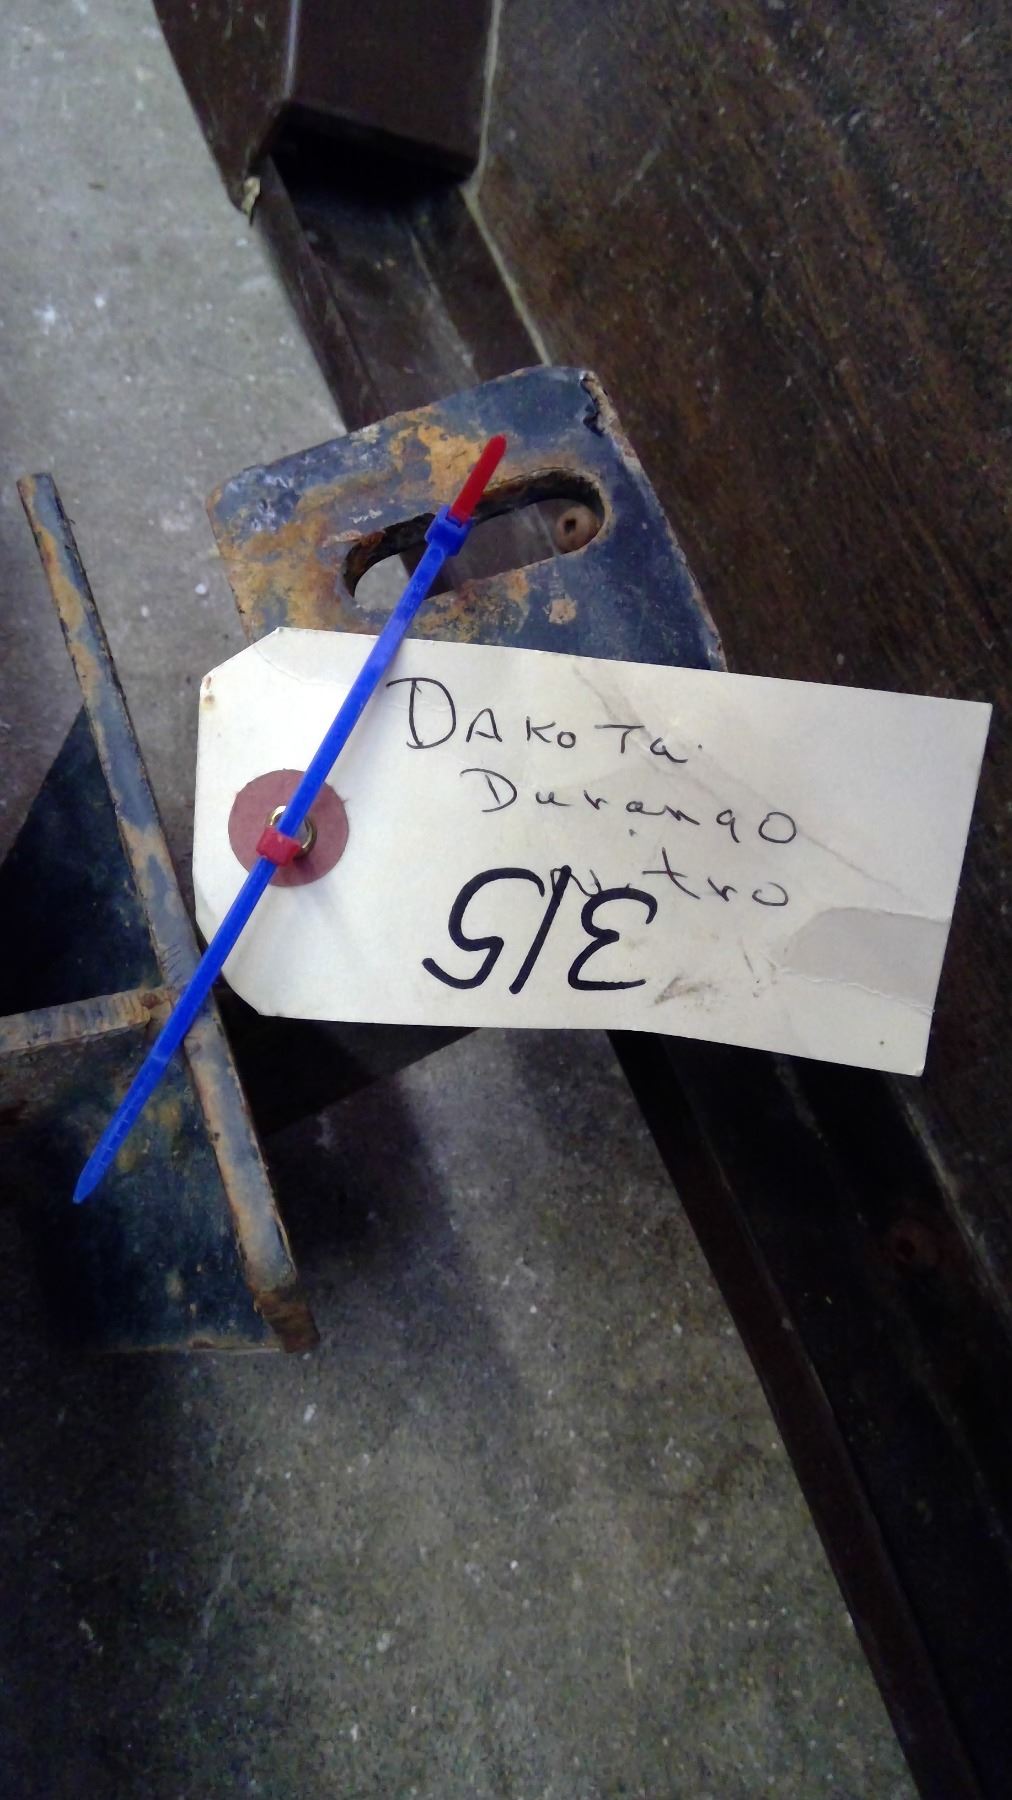 DAKOTa
Durango
Nitro
315